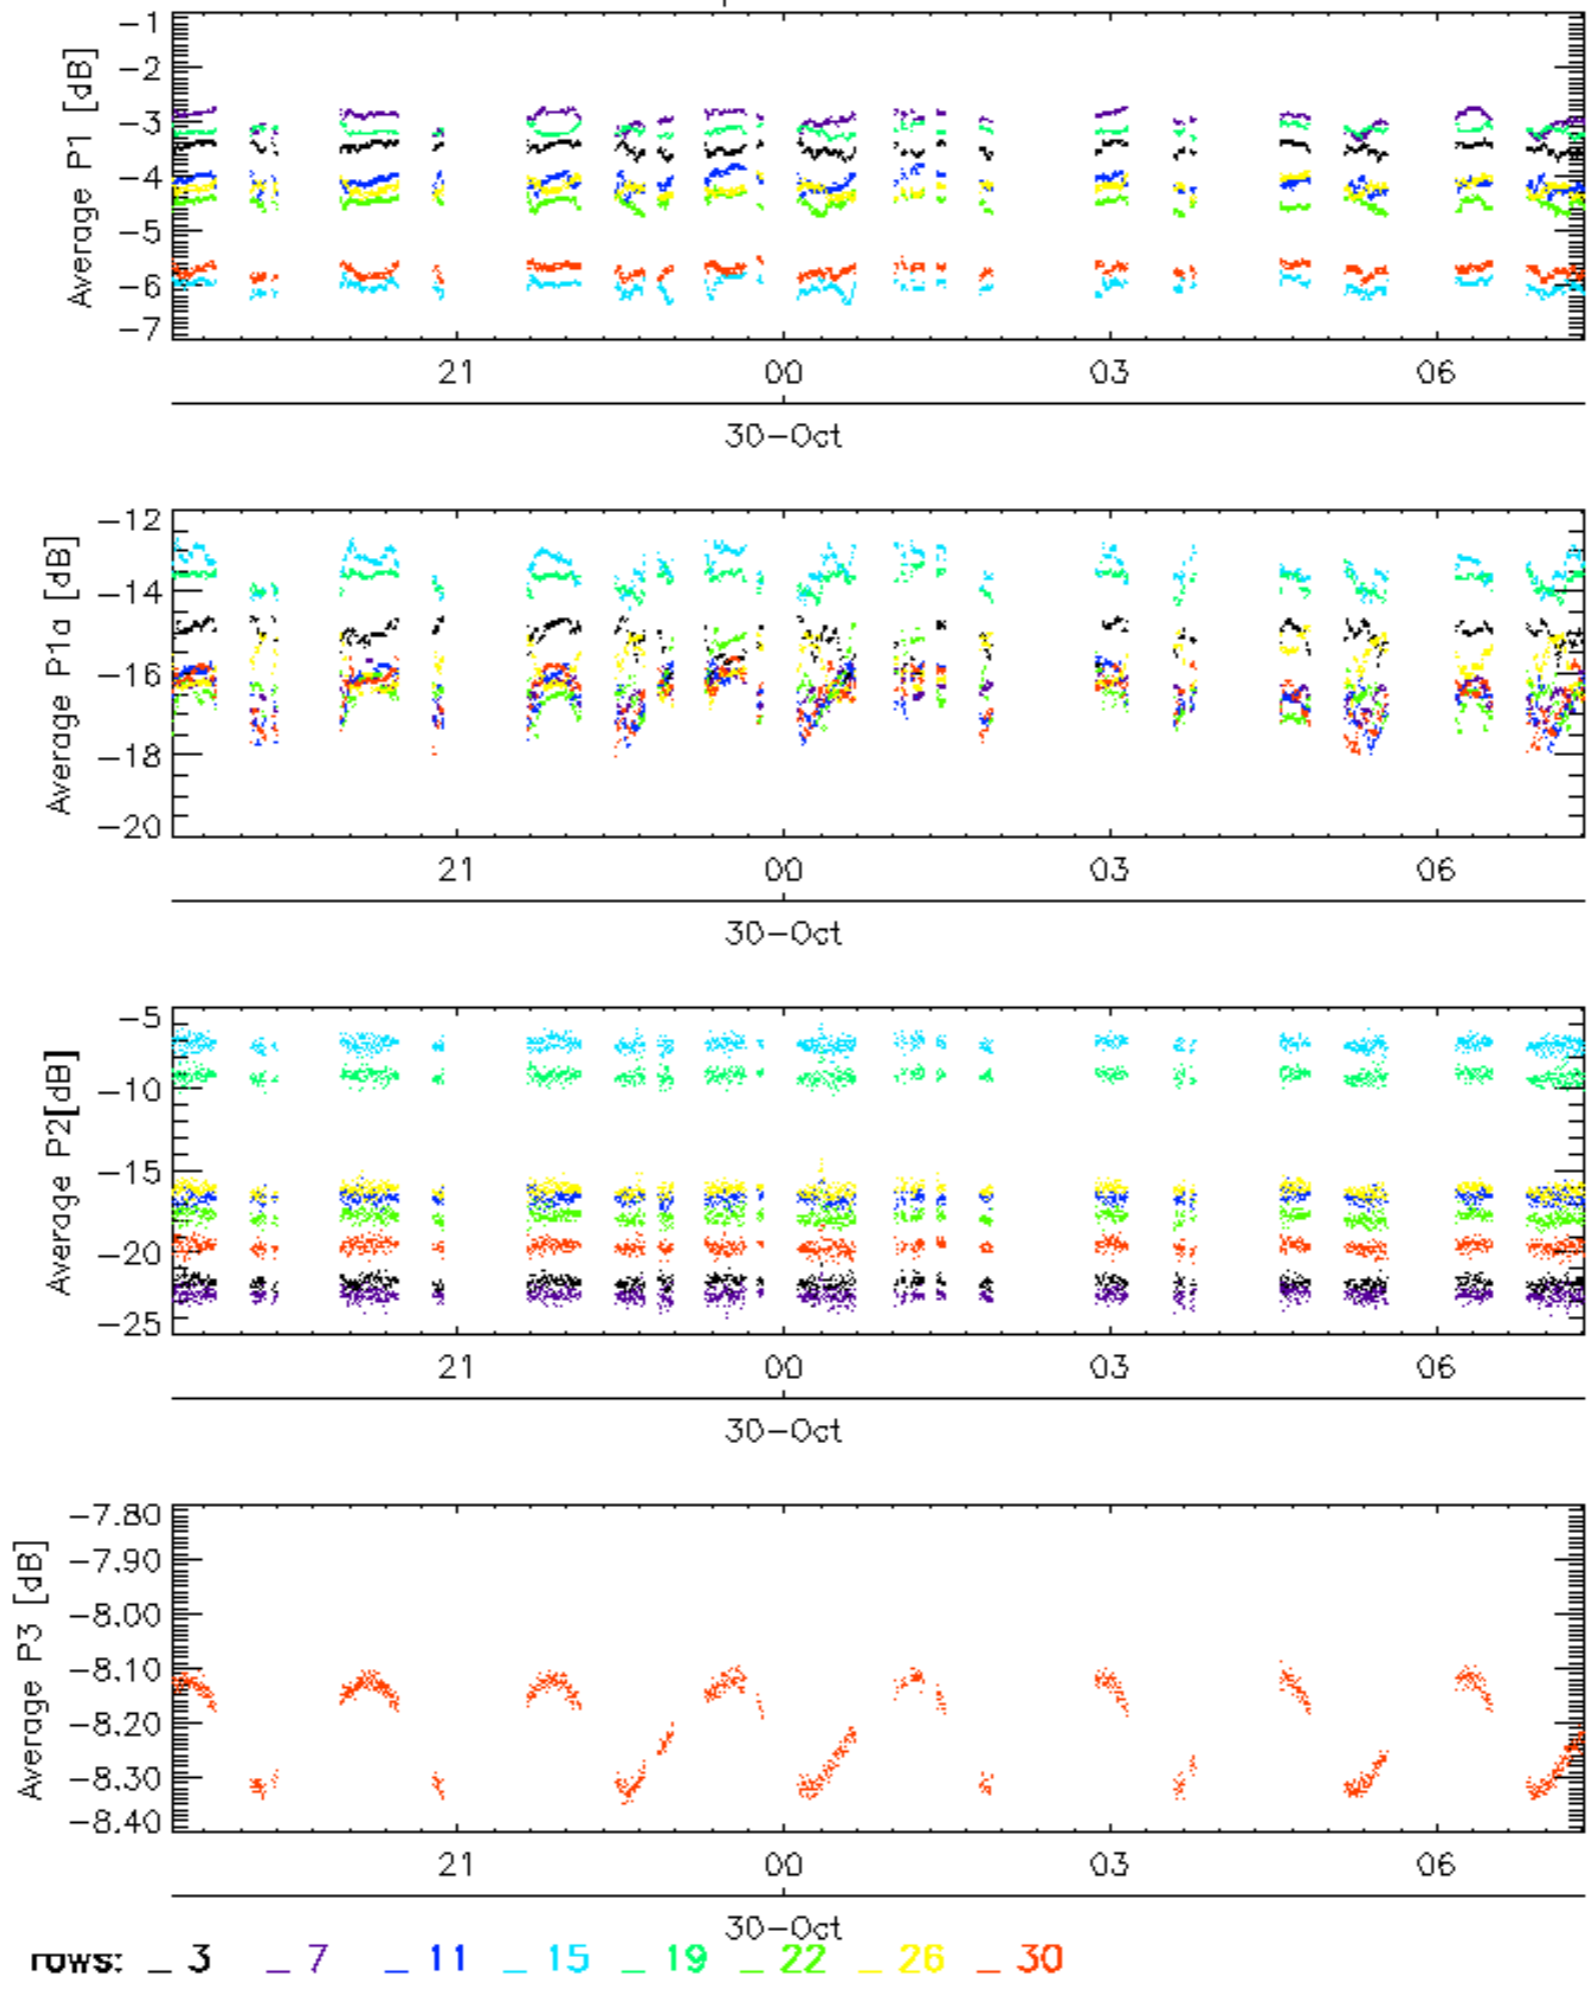 Average P1 [dB]
-1
-2
-3
-4
-5
-6
-7
21 00 03 06
30-Oct
Average P1a [dB]
-12
-14
-16
-18
-20
21 00 03 06
30-Oct
Average P2[dB]
-5
-10
-15
-20
-25
21 00 03 06
30-Oct
Average P3 [dB]
-7.80
-7.90
-8.00
-8.10
-8.20
-8.30
-8.40
21 00 03 06
30-Oct
rows: _ 3 _ 7 _ 11 _ 15 _ 19 _ 22 _ 26 _ 30